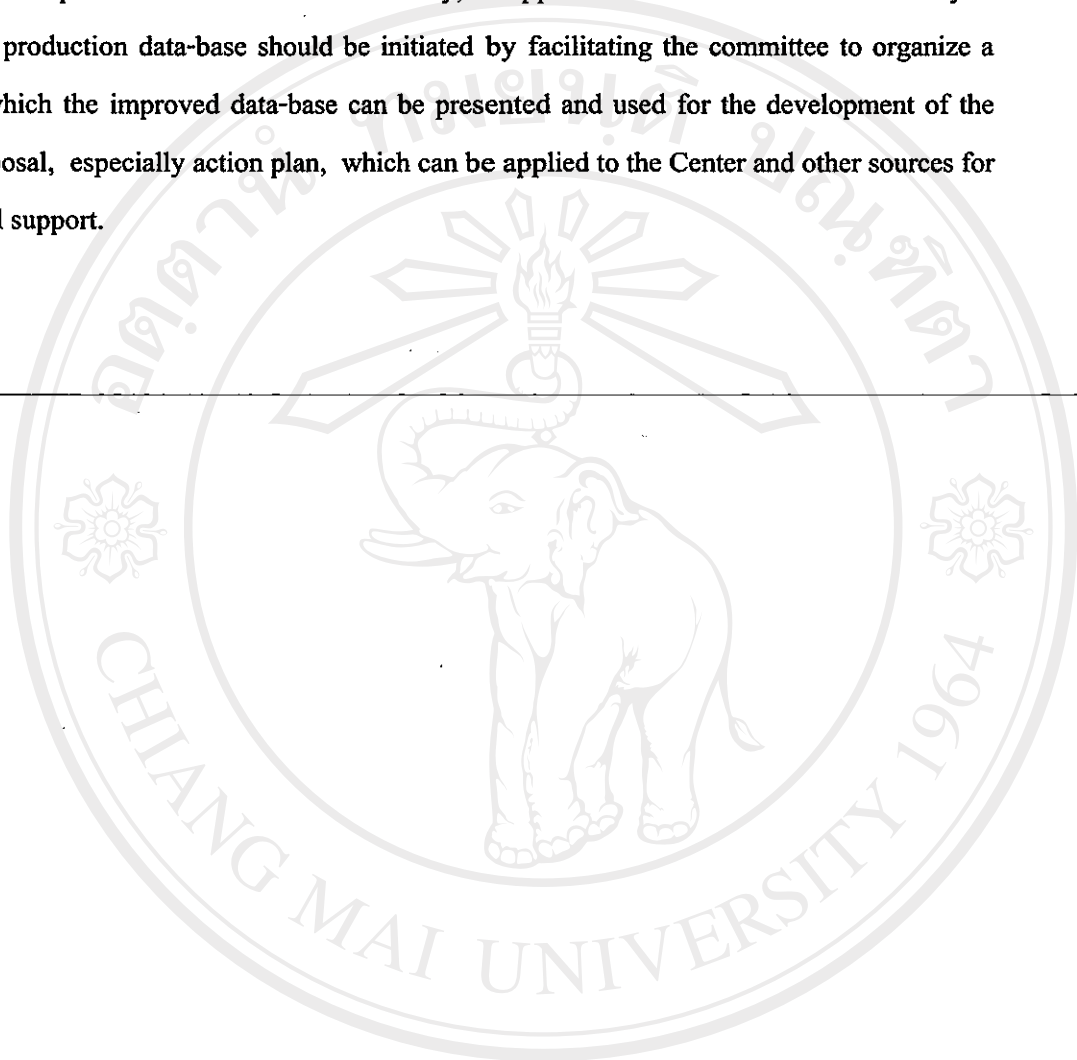 production data-base should be initiated by facilitating the committee to organize a
which the improved data-base can be presented and used for the development of the
osal, especially action plan, which can be applied to the Center and other sources for
l support.
CHIANG MAI UNIVERSITY 1964